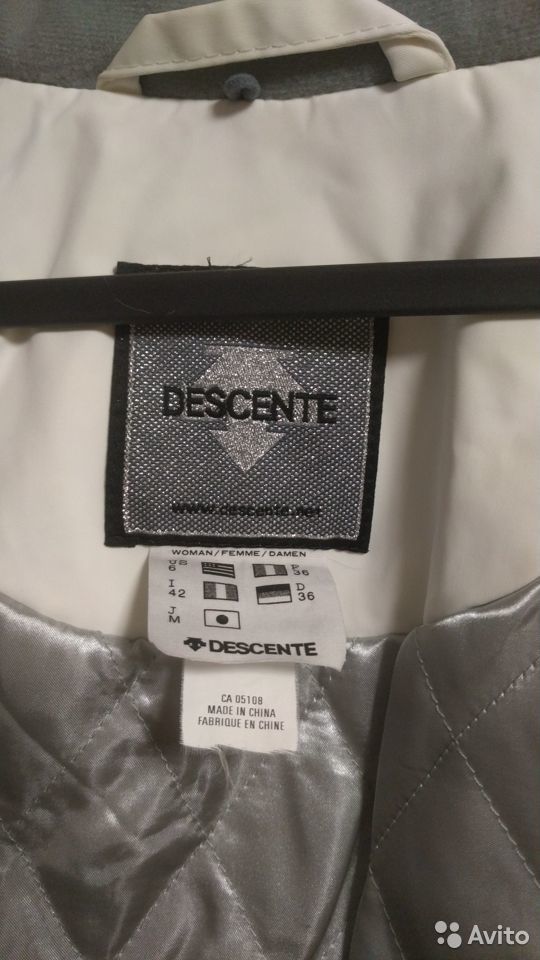 DESCENTE
www.descente.net
WOMAN / FEMME / DAMEN
US 6 36
I 42 D 36
J M
DESCENTE
CA 05108
MADE IN CHINA
FABRIQUE EN CHINE
Avito